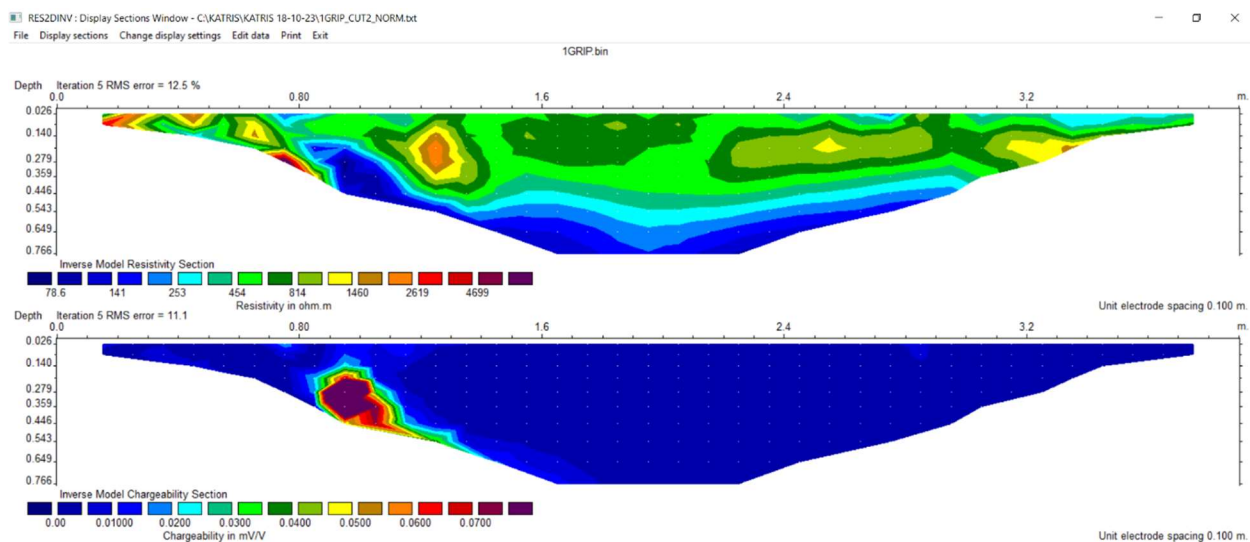 RES2DINV : Display Sections Window - C:\KATRIS\KATRIS 18-10-23\1GRIP_CUT2_NORM.txt
File Display sections Change display settings Edit data Print Exit
1GRIP.bin
Depth Iteration 5 RMS error = 12.5 %
0.0 0.80 1.6 2.4 3.2 m.
0.026
0.140
0.279
0.359
0.446
0.543
0.649
0.766
Inverse Model Resistivity Section
78.6 141 253 454 814 1460 2619 4699
Resistivity in ohm.m
Unit electrode spacing 0.100 m.
Depth Iteration 5 RMS error = 11.1
0.0 0.80 1.6 2.4 3.2 m.
0.026
0.140
0.279
0.359
0.446
0.543
0.649
0.766
Inverse Model Chargeability Section
0.00 0.01000 0.0200 0.0300 0.0400 0.0500 0.0600 0.0700
Chargeability in mV/V
Unit electrode spacing 0.100 m.